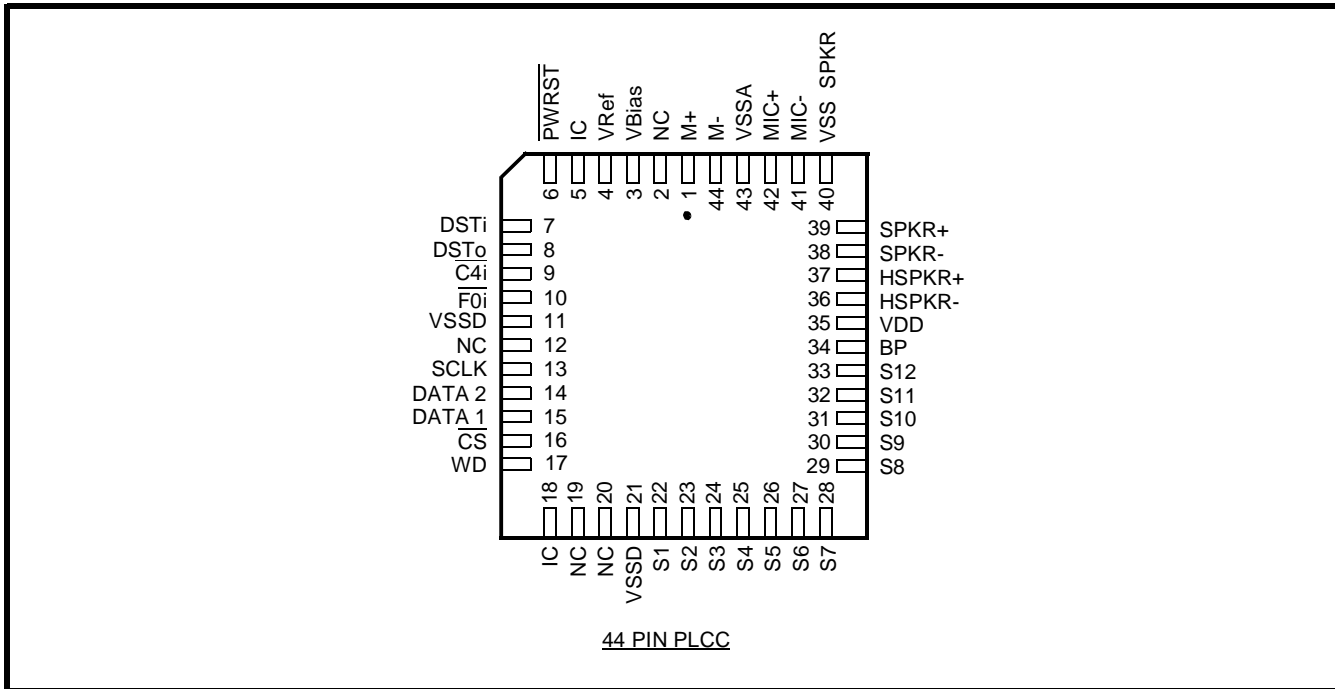 PWRST
IC
VRef
VBias
NC
M+
M-
VSSA
MIC+
MIC-
VSS SPKR
6
5
4
3
2
1
44
43
42
41
40
DSTi 7
DSTo 8
C4i 9
F0i 10
VSSD 11
NC 12
SCLK 13
DATA 2 14
DATA 1 15
CS 16
WD 17
39 SPKR+
38 SPKR-
37 HSPKR+
36 HSPKR-
35 VDD
34 BP
33 S12
32 S11
31 S10
30 S9
29 S8
18
19
20
21
22
23
24
25
26
27
28
IC
NC
NC
VSSD
S1
S2
S3
S4
S5
S6
S7
44 PIN PLCC